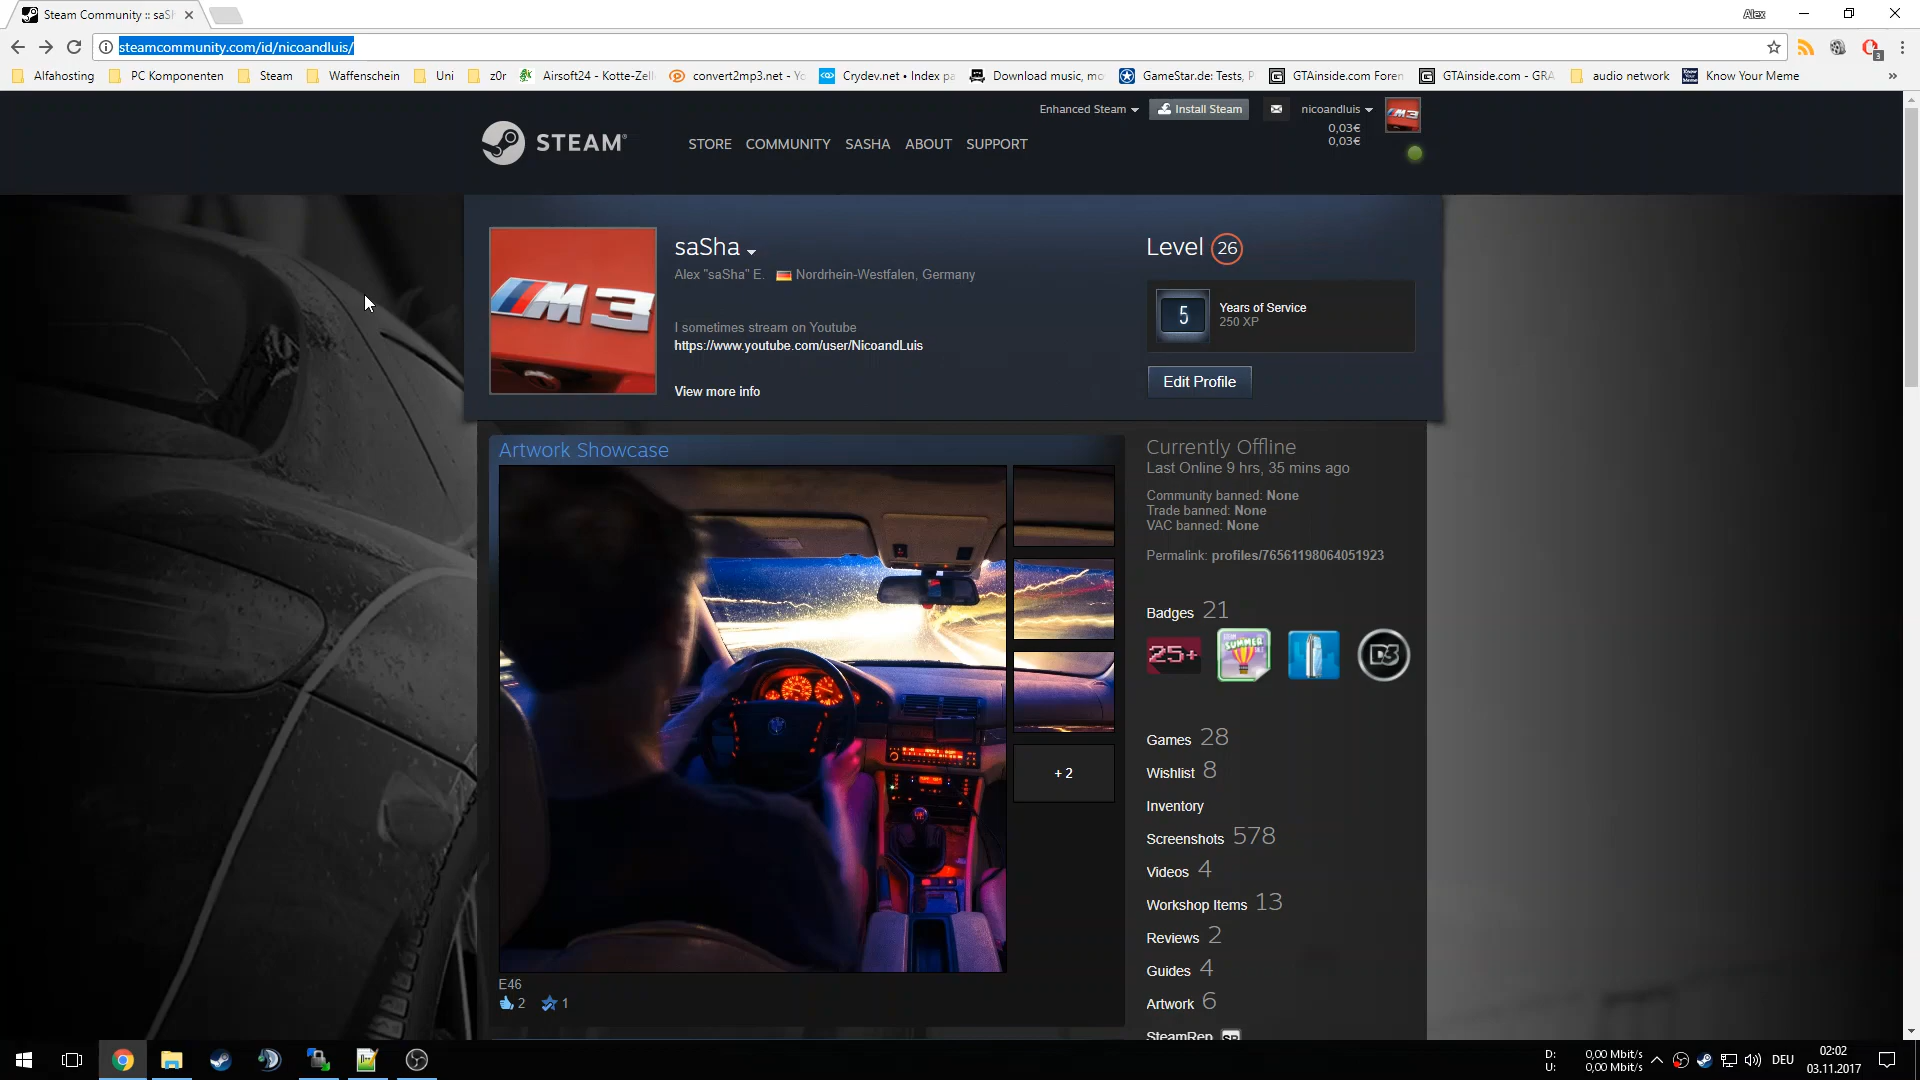 Steam Community :: saS
Alex
steamcommunity.com/id/nicoandluis/
3
Alfahosting
PC Komponenten
Steam
Waffenschein
Uni
z0r
Airsoft24 - Kotte-Zell
convert2mp3.net - Yo
Crydev.net • Index pa
Download music, mo
GameStar.de: Tests, P
GTAinside.com Foren
GTAinside.com - GRA
audio network
Know Your Meme
»
Enhanced Steam
Install Steam
nicoandluis
0,03€
0,03€
STEAM
STORE COMMUNITY SASHA ABOUT SUPPORT
M3
saSha
Alex "saSha" E. Nordrhein-Westfalen, Germany
I sometimes stream on Youtube
https://www.youtube.com/user/NicoandLuis
View more info
Level 26
5
Years of Service
250 XP
Edit Profile
Artwork Showcase
+ 2
E46
2
1
Currently Offline
Last Online 9 hrs, 35 mins ago
Community banned: None
Trade banned: None
VAC banned: None
Permalink: profiles/76561198064051923
Badges 21
25+
SUMMER
D3
Games 28
Wishlist 8
Inventory
Screenshots 578
Videos 4
Workshop Items 13
Reviews 2
Guides 4
Artwork 6
SteamRep
D: 0,00 Mbit/s
U: 0,00 Mbit/s
DEU
02:02
03.11.2017